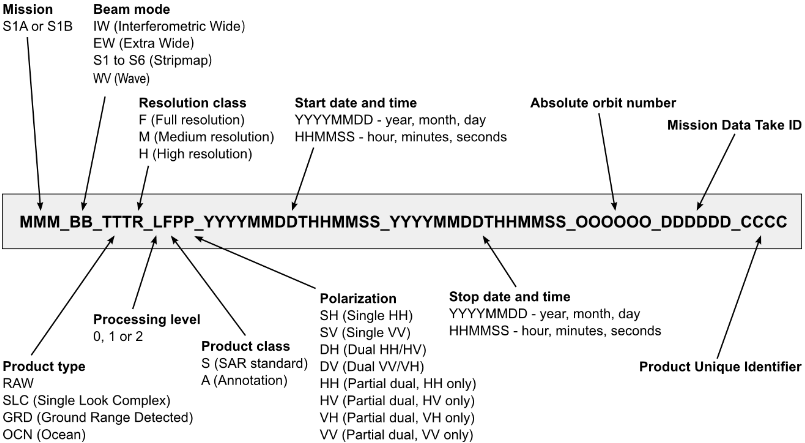 Mission
S1A or S1B
Beam mode
IW (Interferometric Wide)
EW (Extra Wide)
S1 to S6 (Stripmap)
WV (Wave)
Resolution class
F (Full resolution)
M (Medium resolution)
H (High resolution)
Start date and time
YYYYMMDD - year, month, day
HHMMSS - hour, minutes, seconds
Absolute orbit number
Mission Data Take ID
MMM_BB_TTTR_LFPP_YYYYMMDDTHHMMSS_YYYYMMDDTHHMMSS_OOOOOO_DDDDDD_CCCC
Product type
RAW
SLC (Single Look Complex)
GRD (Ground Range Detected)
OCN (Ocean)
Processing level
0, 1 or 2
Product class
S (SAR standard)
A (Annotation)
Polarization
SH (Single HH)
SV (Single VV)
DH (Dual HH/HV)
DV (Dual VV/VH)
HH (Partial dual, HH only)
HV (Partial dual, HV only)
VH (Partial dual, VH only)
VV (Partial dual, VV only)
Stop date and time
YYYYMMDD - year, month, day
HHMMSS - hour, minutes, seconds
Product Unique Identifier